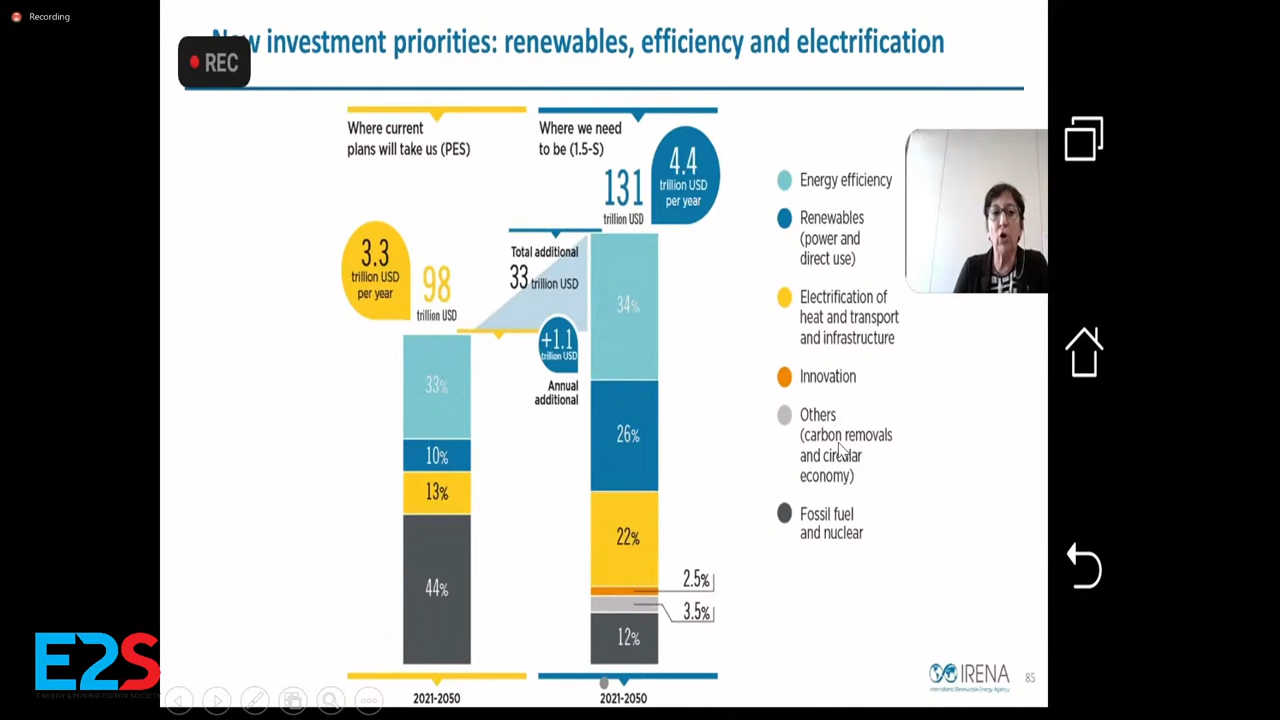 Recording
New investment priorities: renewables, efficiency and electrification
REC
Where current
plans will take us (PES)
Where we need
to be (1.5-S)
4.4
trillion USD
per year
131
trillion USD
3.3
trillion USD
per year
98
trillion USD
Total additional
33 trillion USD
+1.1
trillion USD
Annual
additional
33%
10%
13%
44%
34%
26%
22%
2.5%
3.5%
12%
2021-2050
2021-2050
Energy efficiency
Renewables
(power and
direct use)
Electrification of
heat and transport
and infrastructure
Innovation
Others
(carbon removals
and circular
economy)
Fossil fuel
and nuclear
E2S
IRENA
International Renewable Energy Agency
85